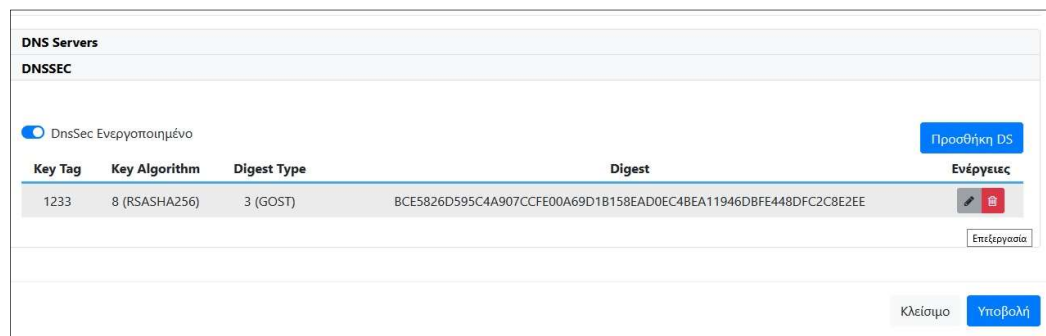 DNS Servers
DNSSEC
DnsSec Ενεργοποιημένο
Προσθήκη DS
Key Tag Key Algorithm Digest Type Digest Ενέργειες
1233 8 (RSASHA256) 3 (GOST) BCE5826D595C4A907CCFE00A69D1B158EAD0EC4BEA11946DBFE448DFC2C8E2EE
Επεξεργασία
Κλείσιμο Υποβολή